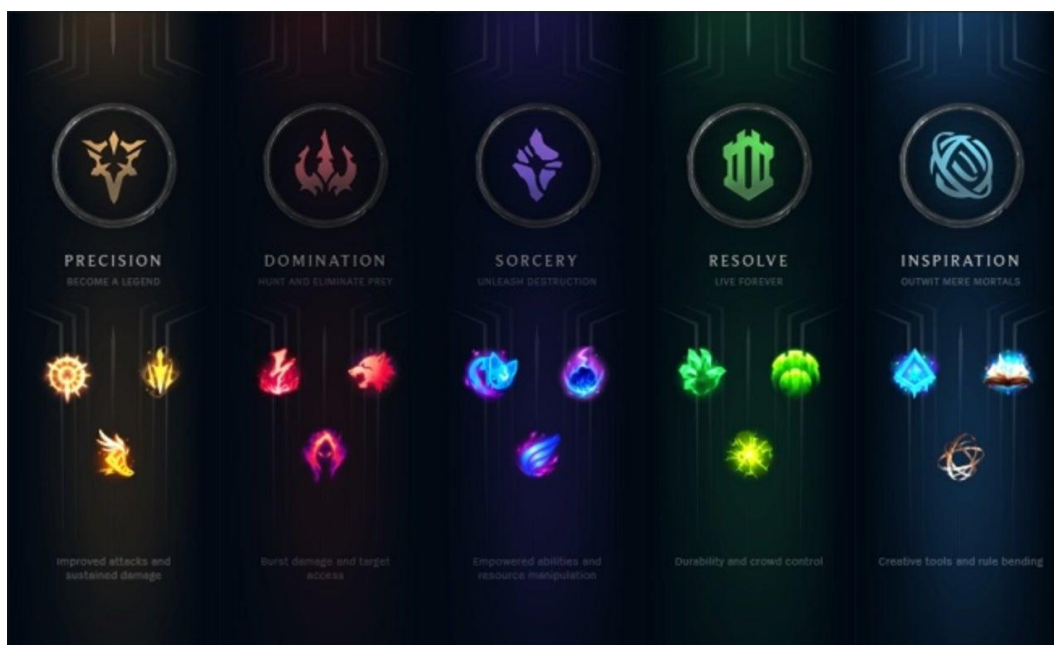 PRECISION
BECOME A LEGEND
Improved attacks and
sustained damage
DOMINATION
HUNT AND ELIMINATE PREY
Burst damage and target
access
SORCERY
UNLEASH DESTRUCTION
Empowered abilities and
resource manipulation
RESOLVE
LIVE FOREVER
Durability and crowd control
INSPIRATION
OUTWIT MERE MORTALS
Creative tools and rule bending